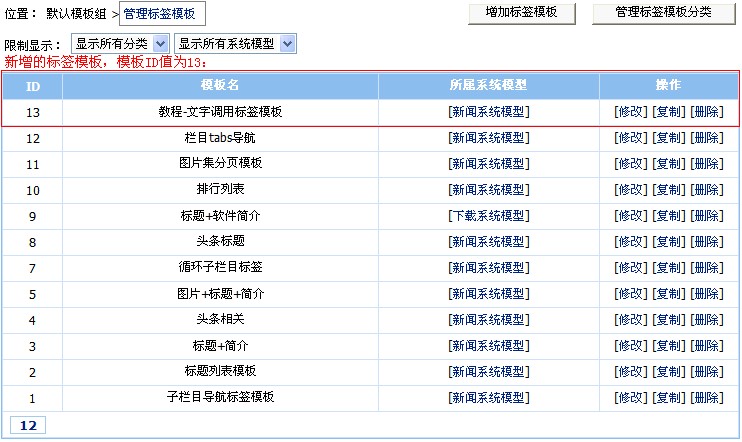 位置： 默认模板组 >管理标签模板 增加标签模板 管理标签模板分类
限制显示： 显示所有分类 显示所有系统模型
新增的标签模板，模板ID值为13：
ID 模板名 所属系统模型 操作
13 教程-文字调用标签模板 [新闻系统模型] [修改] [复制] [删除]
12 栏目tabs导航 [新闻系统模型] [修改] [复制] [删除]
11 图片集分页模板 [新闻系统模型] [修改] [复制] [删除]
10 排行列表 [新闻系统模型] [修改] [复制] [删除]
9 标题+软件简介 [下载系统模型] [修改] [复制] [删除]
8 头条标题 [新闻系统模型] [修改] [复制] [删除]
7 循环子栏目标签 [新闻系统模型] [修改] [复制] [删除]
5 图片+标题+简介 [新闻系统模型] [修改] [复制] [删除]
4 头条相关 [新闻系统模型] [修改] [复制] [删除]
3 标题+简介 [新闻系统模型] [修改] [复制] [删除]
2 标题列表模板 [新闻系统模型] [修改] [复制] [删除]
1 子栏目导航标签模板 [新闻系统模型] [修改] [复制] [删除]
12